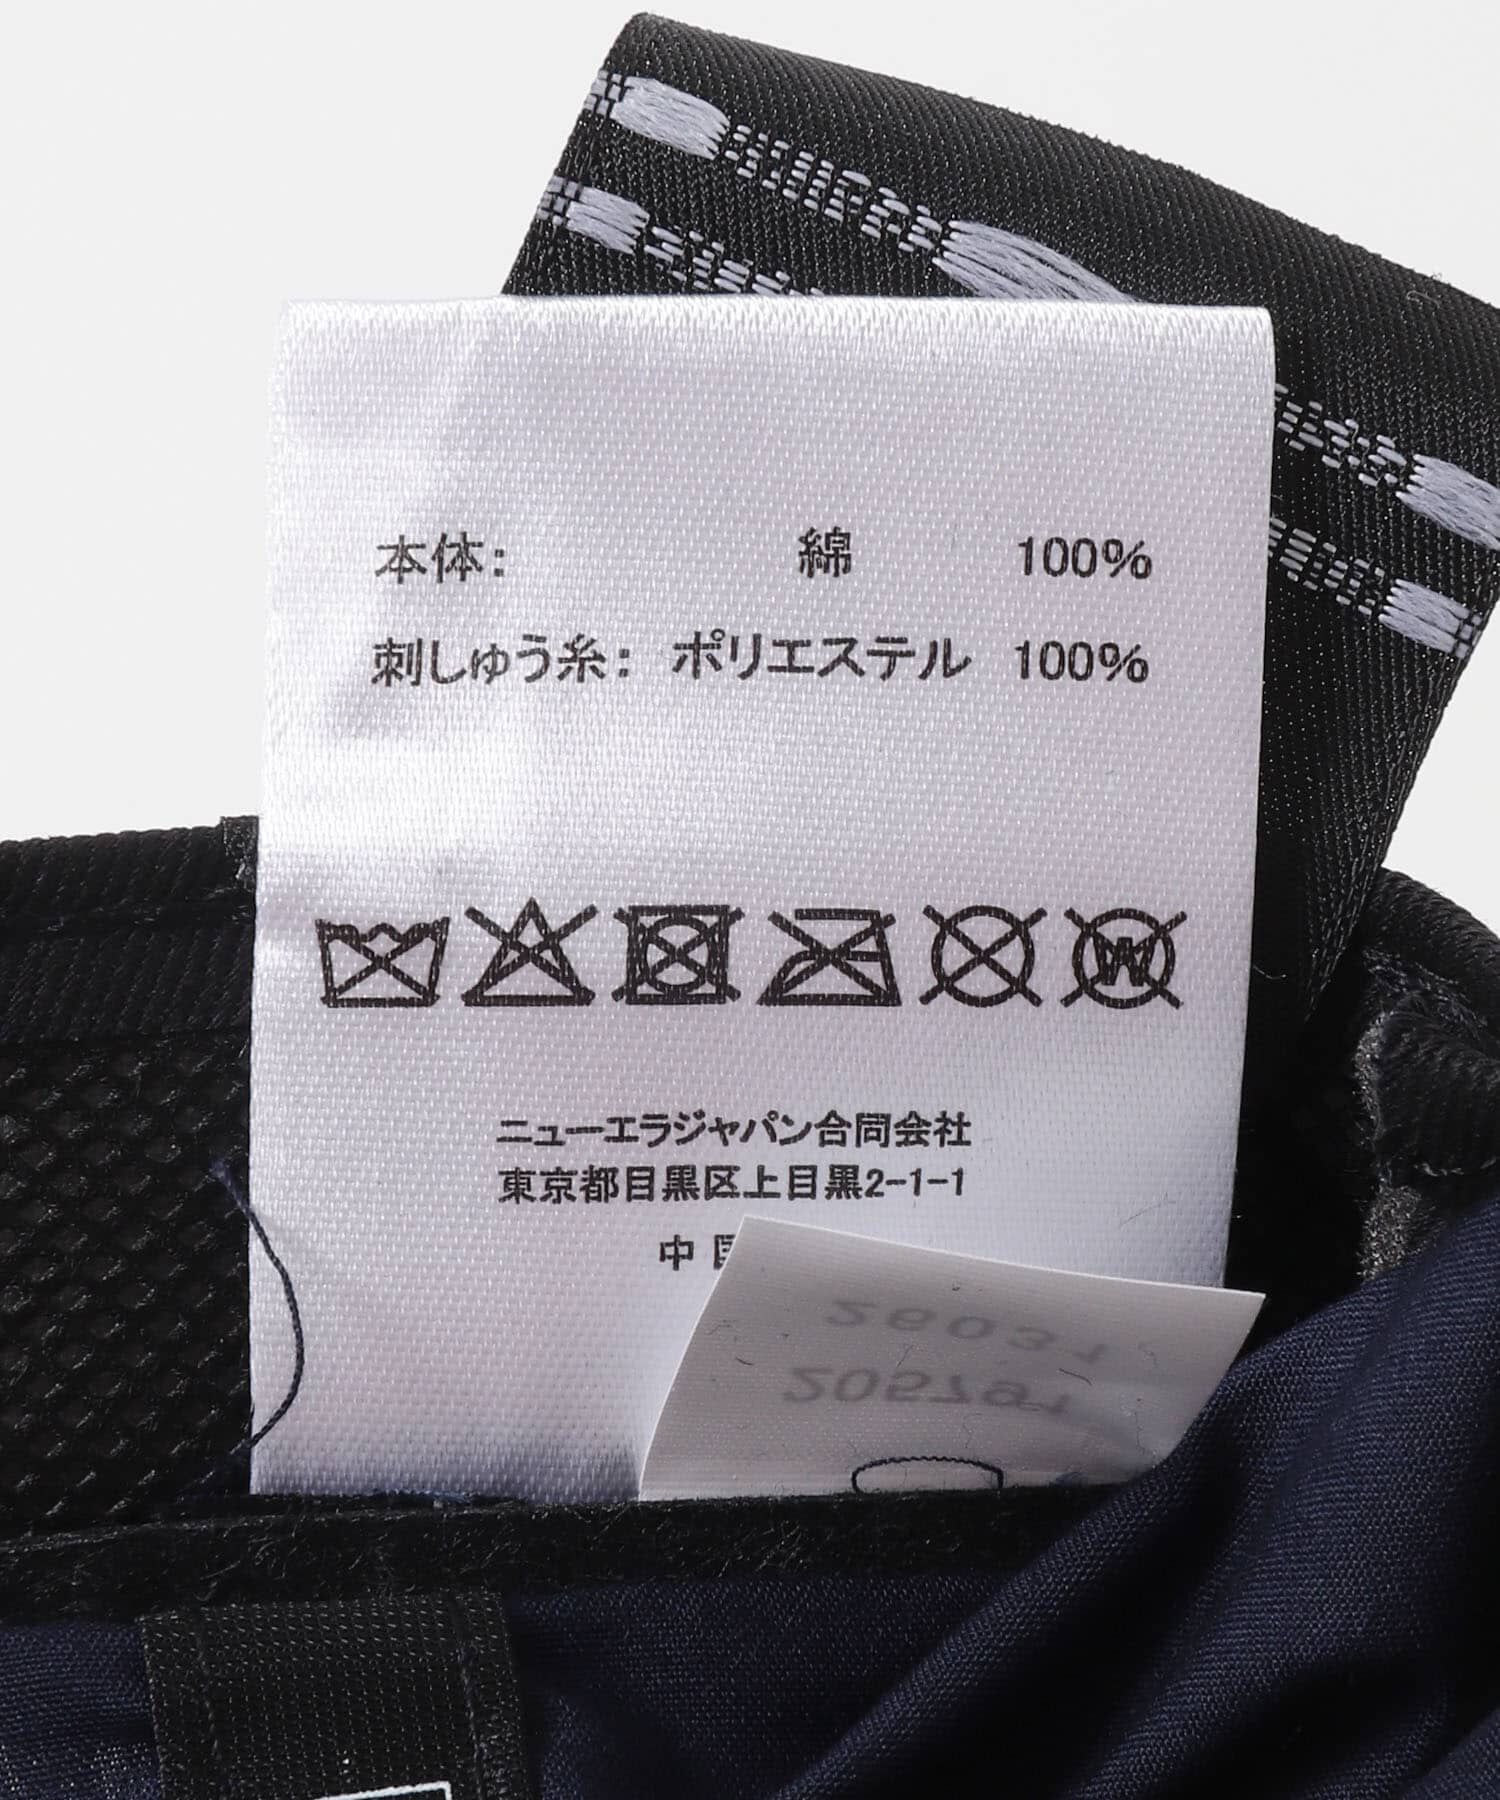 本体: 綿 100%
刺しゅう糸: ポリエステル 100%
ニューエラジャパン合同会社
東京都目黒区上目黒2-1-1
中